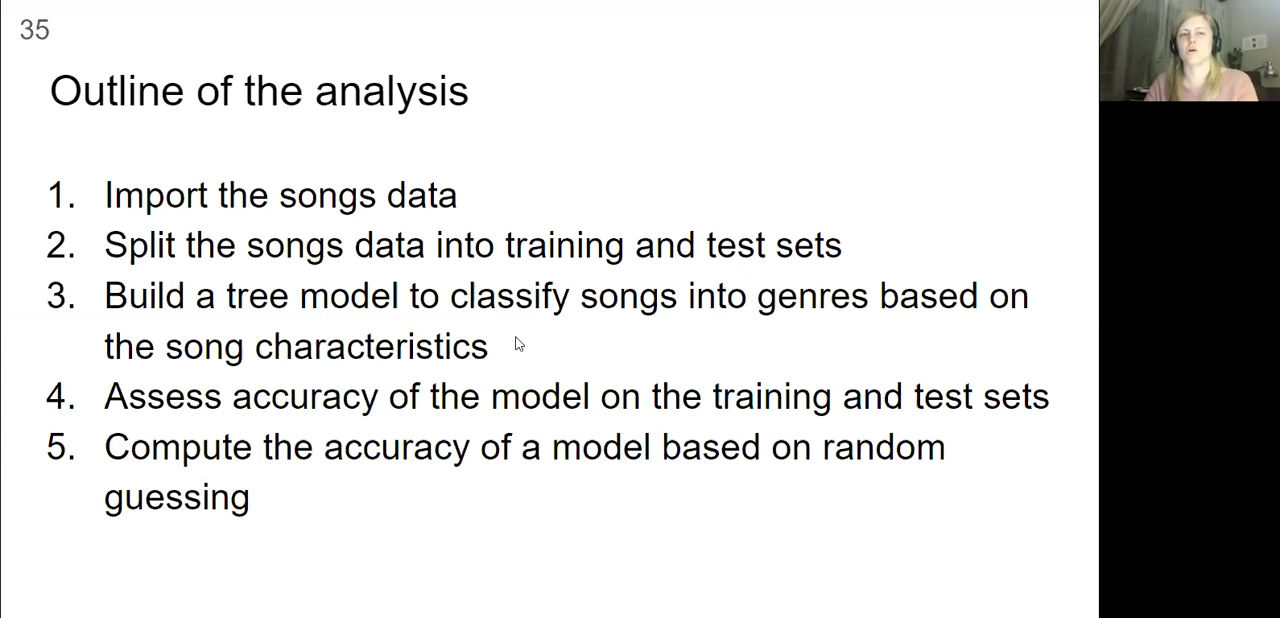 35
Outline of the analysis
1. Import the songs data
2. Split the songs data into training and test sets
3. Build a tree model to classify songs into genres based on
the song characteristics
4. Assess accuracy of the model on the training and test sets
5. Compute the accuracy of a model based on random
guessing